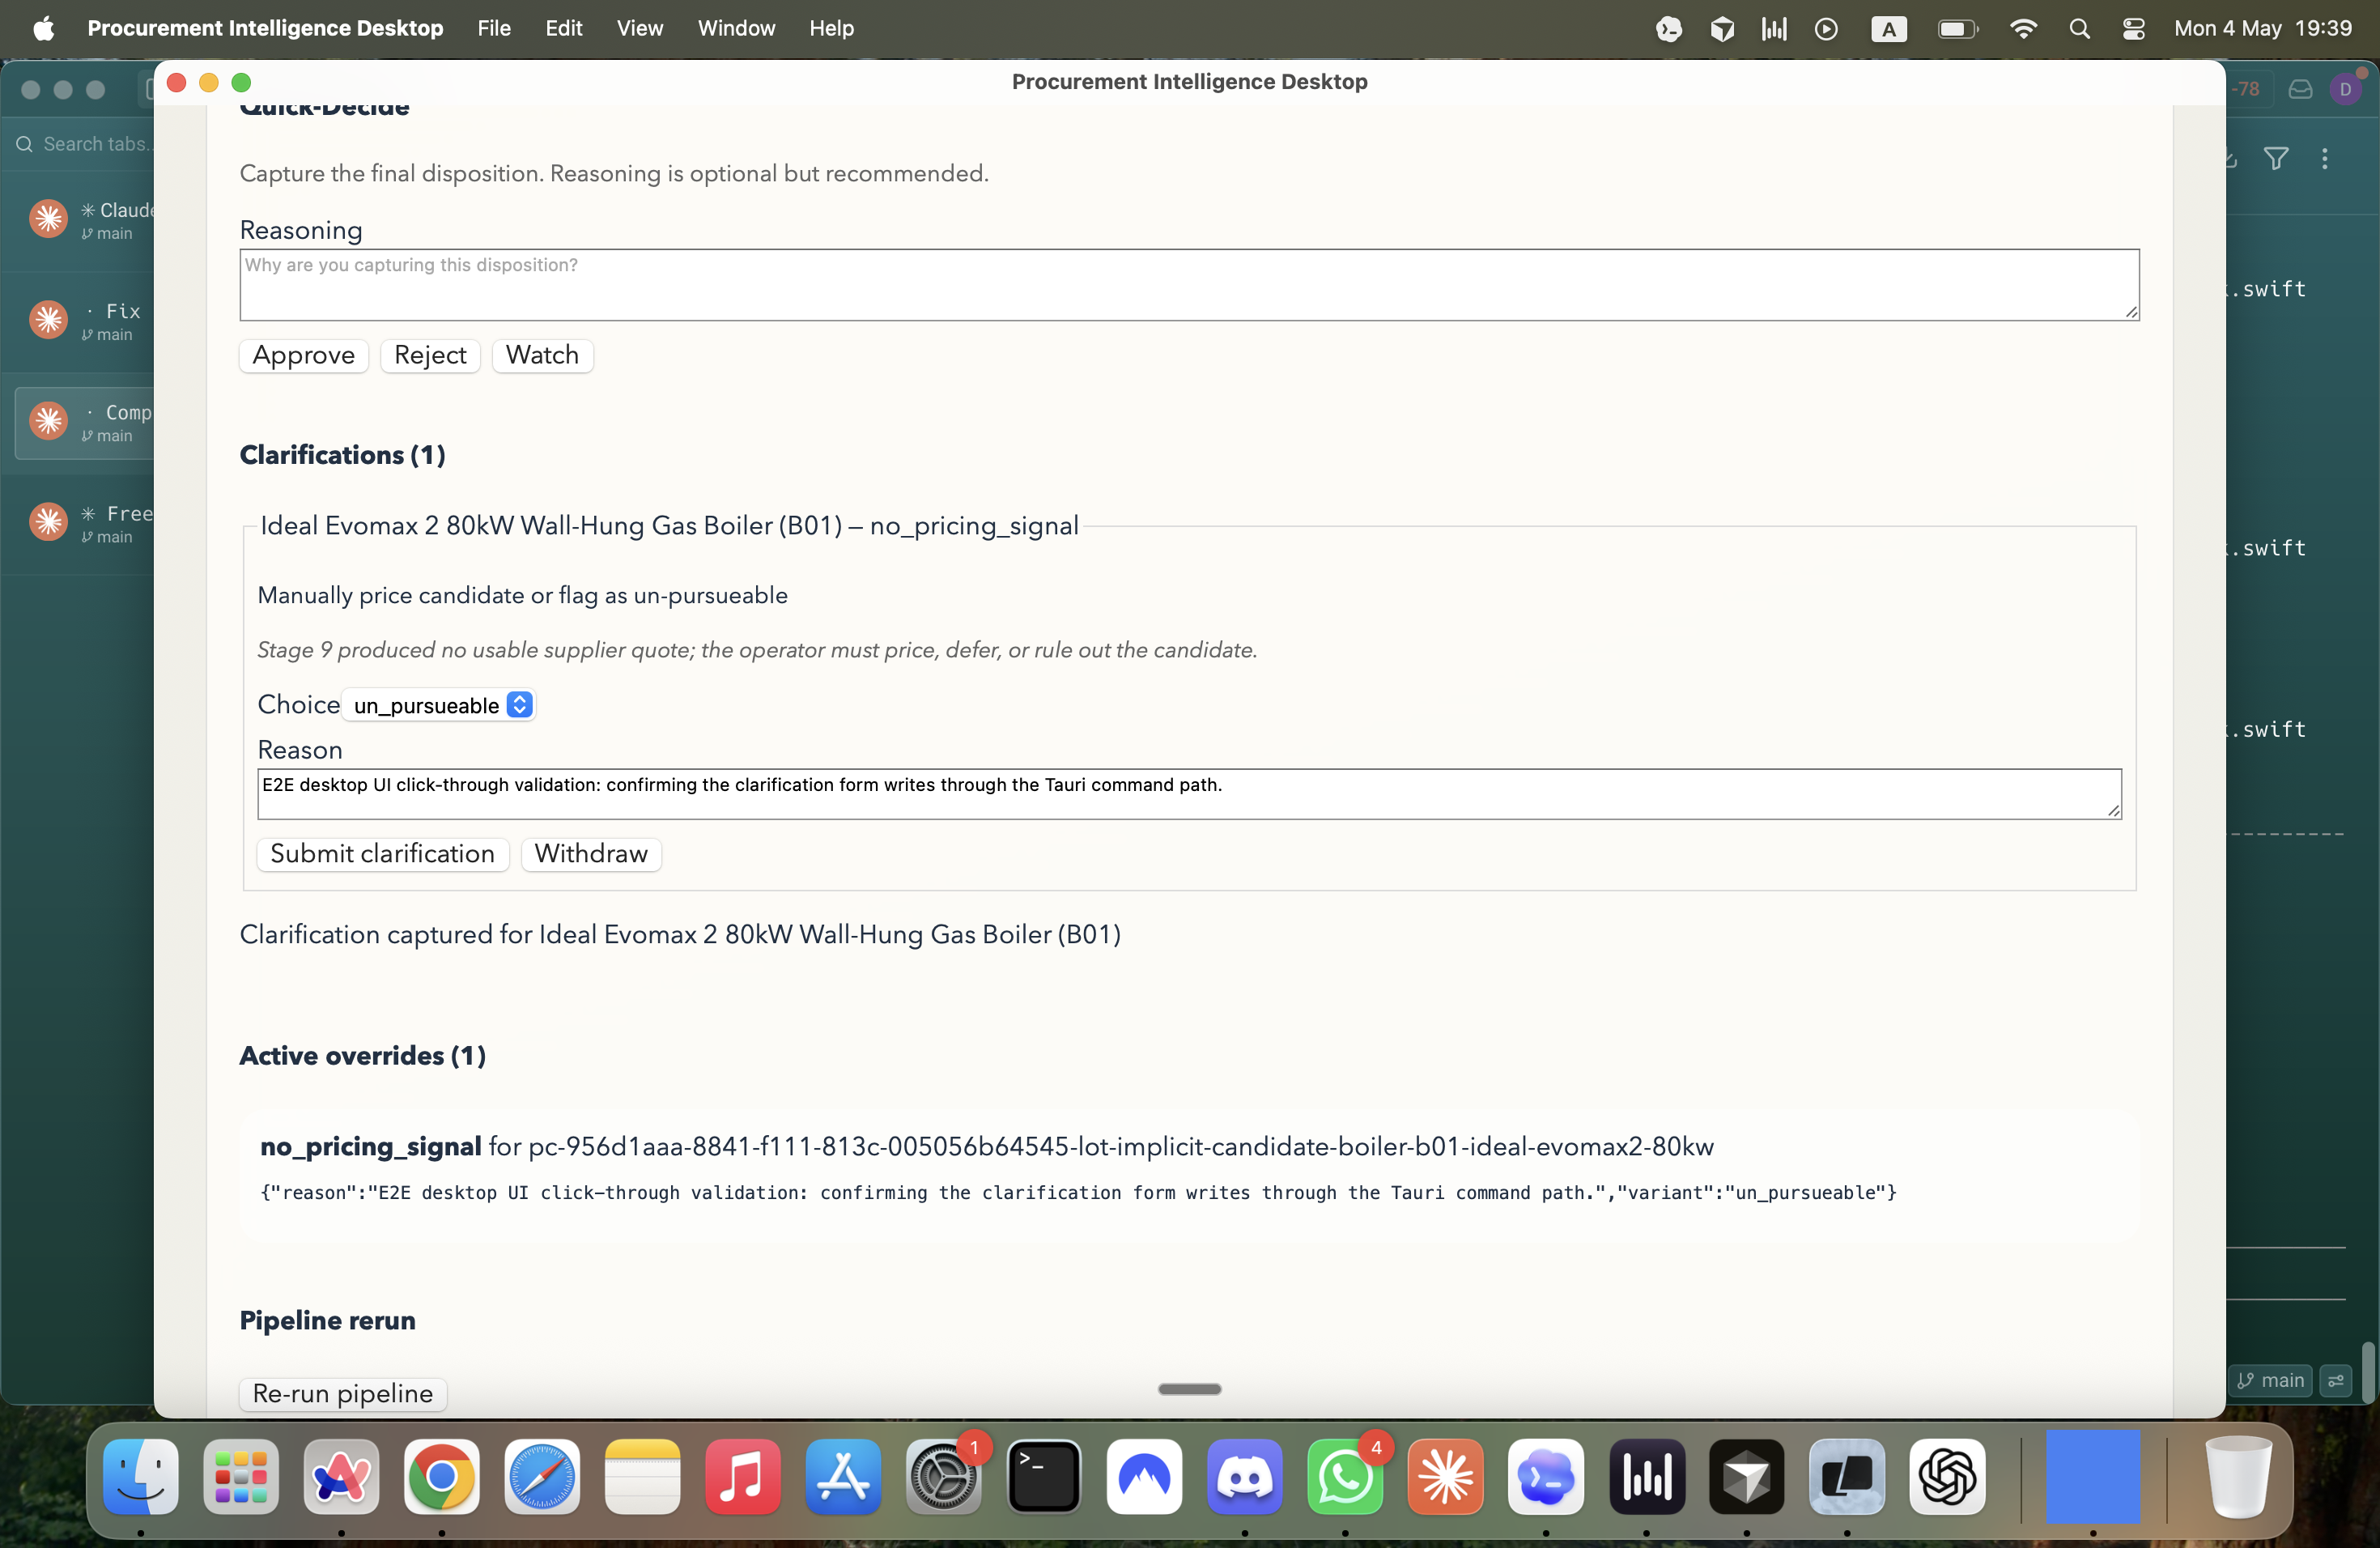 Procurement Intelligence Desktop File Edit View Window Help
A
Mon 4 May 19:39
Procurement Intelligence Desktop
-78
D
Search tabs..
Claude
main
· Fix
main
· Comp
main
Free
main
.swift
.swift
.swift
main
Quick-Decide
Capture the final disposition. Reasoning is optional but recommended.
Reasoning
Why are you capturing this disposition?
Approve Reject Watch
Clarifications (1)
Ideal Evomax 2 80kW Wall-Hung Gas Boiler (B01) – no_pricing_signal
Manually price candidate or flag as un-pursueable
Stage 9 produced no usable supplier quote; the operator must price, defer, or rule out the candidate.
Choice un_pursueable
Reason
E2E desktop UI click-through validation: confirming the clarification form writes through the Tauri command path.
Submit clarification Withdraw
Clarification captured for Ideal Evomax 2 80kW Wall-Hung Gas Boiler (B01)
Active overrides (1)
no_pricing_signal for pc-956d1aaa-8841-f111-813c-005056b64545-lot-implicit-candidate-boiler-b01-ideal-evomax2-80kw
{"reason":"E2E desktop UI click-through validation: confirming the clarification form writes through the Tauri command path.","variant":"un_pursueable"}
Pipeline rerun
Re-run pipeline
1
4